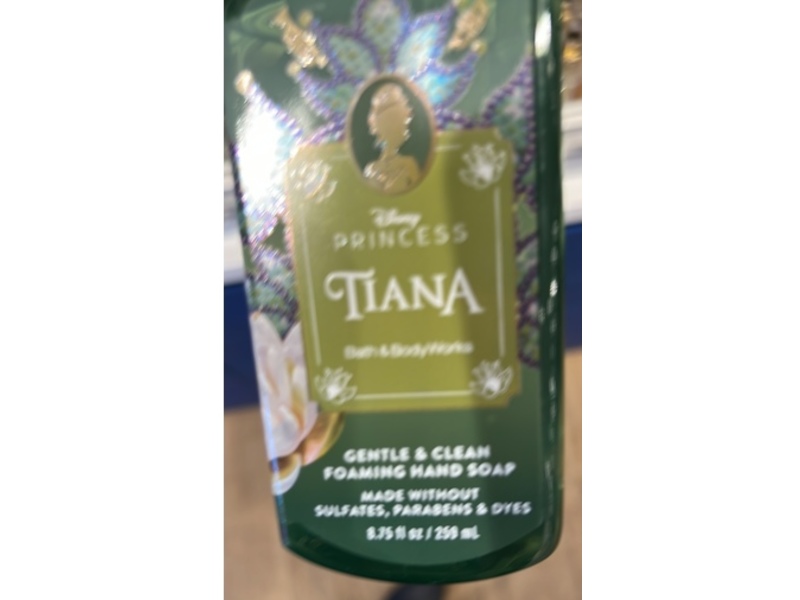 Disney
PRINCESS
TIANA
Bath & Body Works
GENTLE & CLEAN
FOAMING HAND SOAP
MADE WITHOUT
SULFATES, PARABENS & DYES
8.75 fl oz / 259 mL